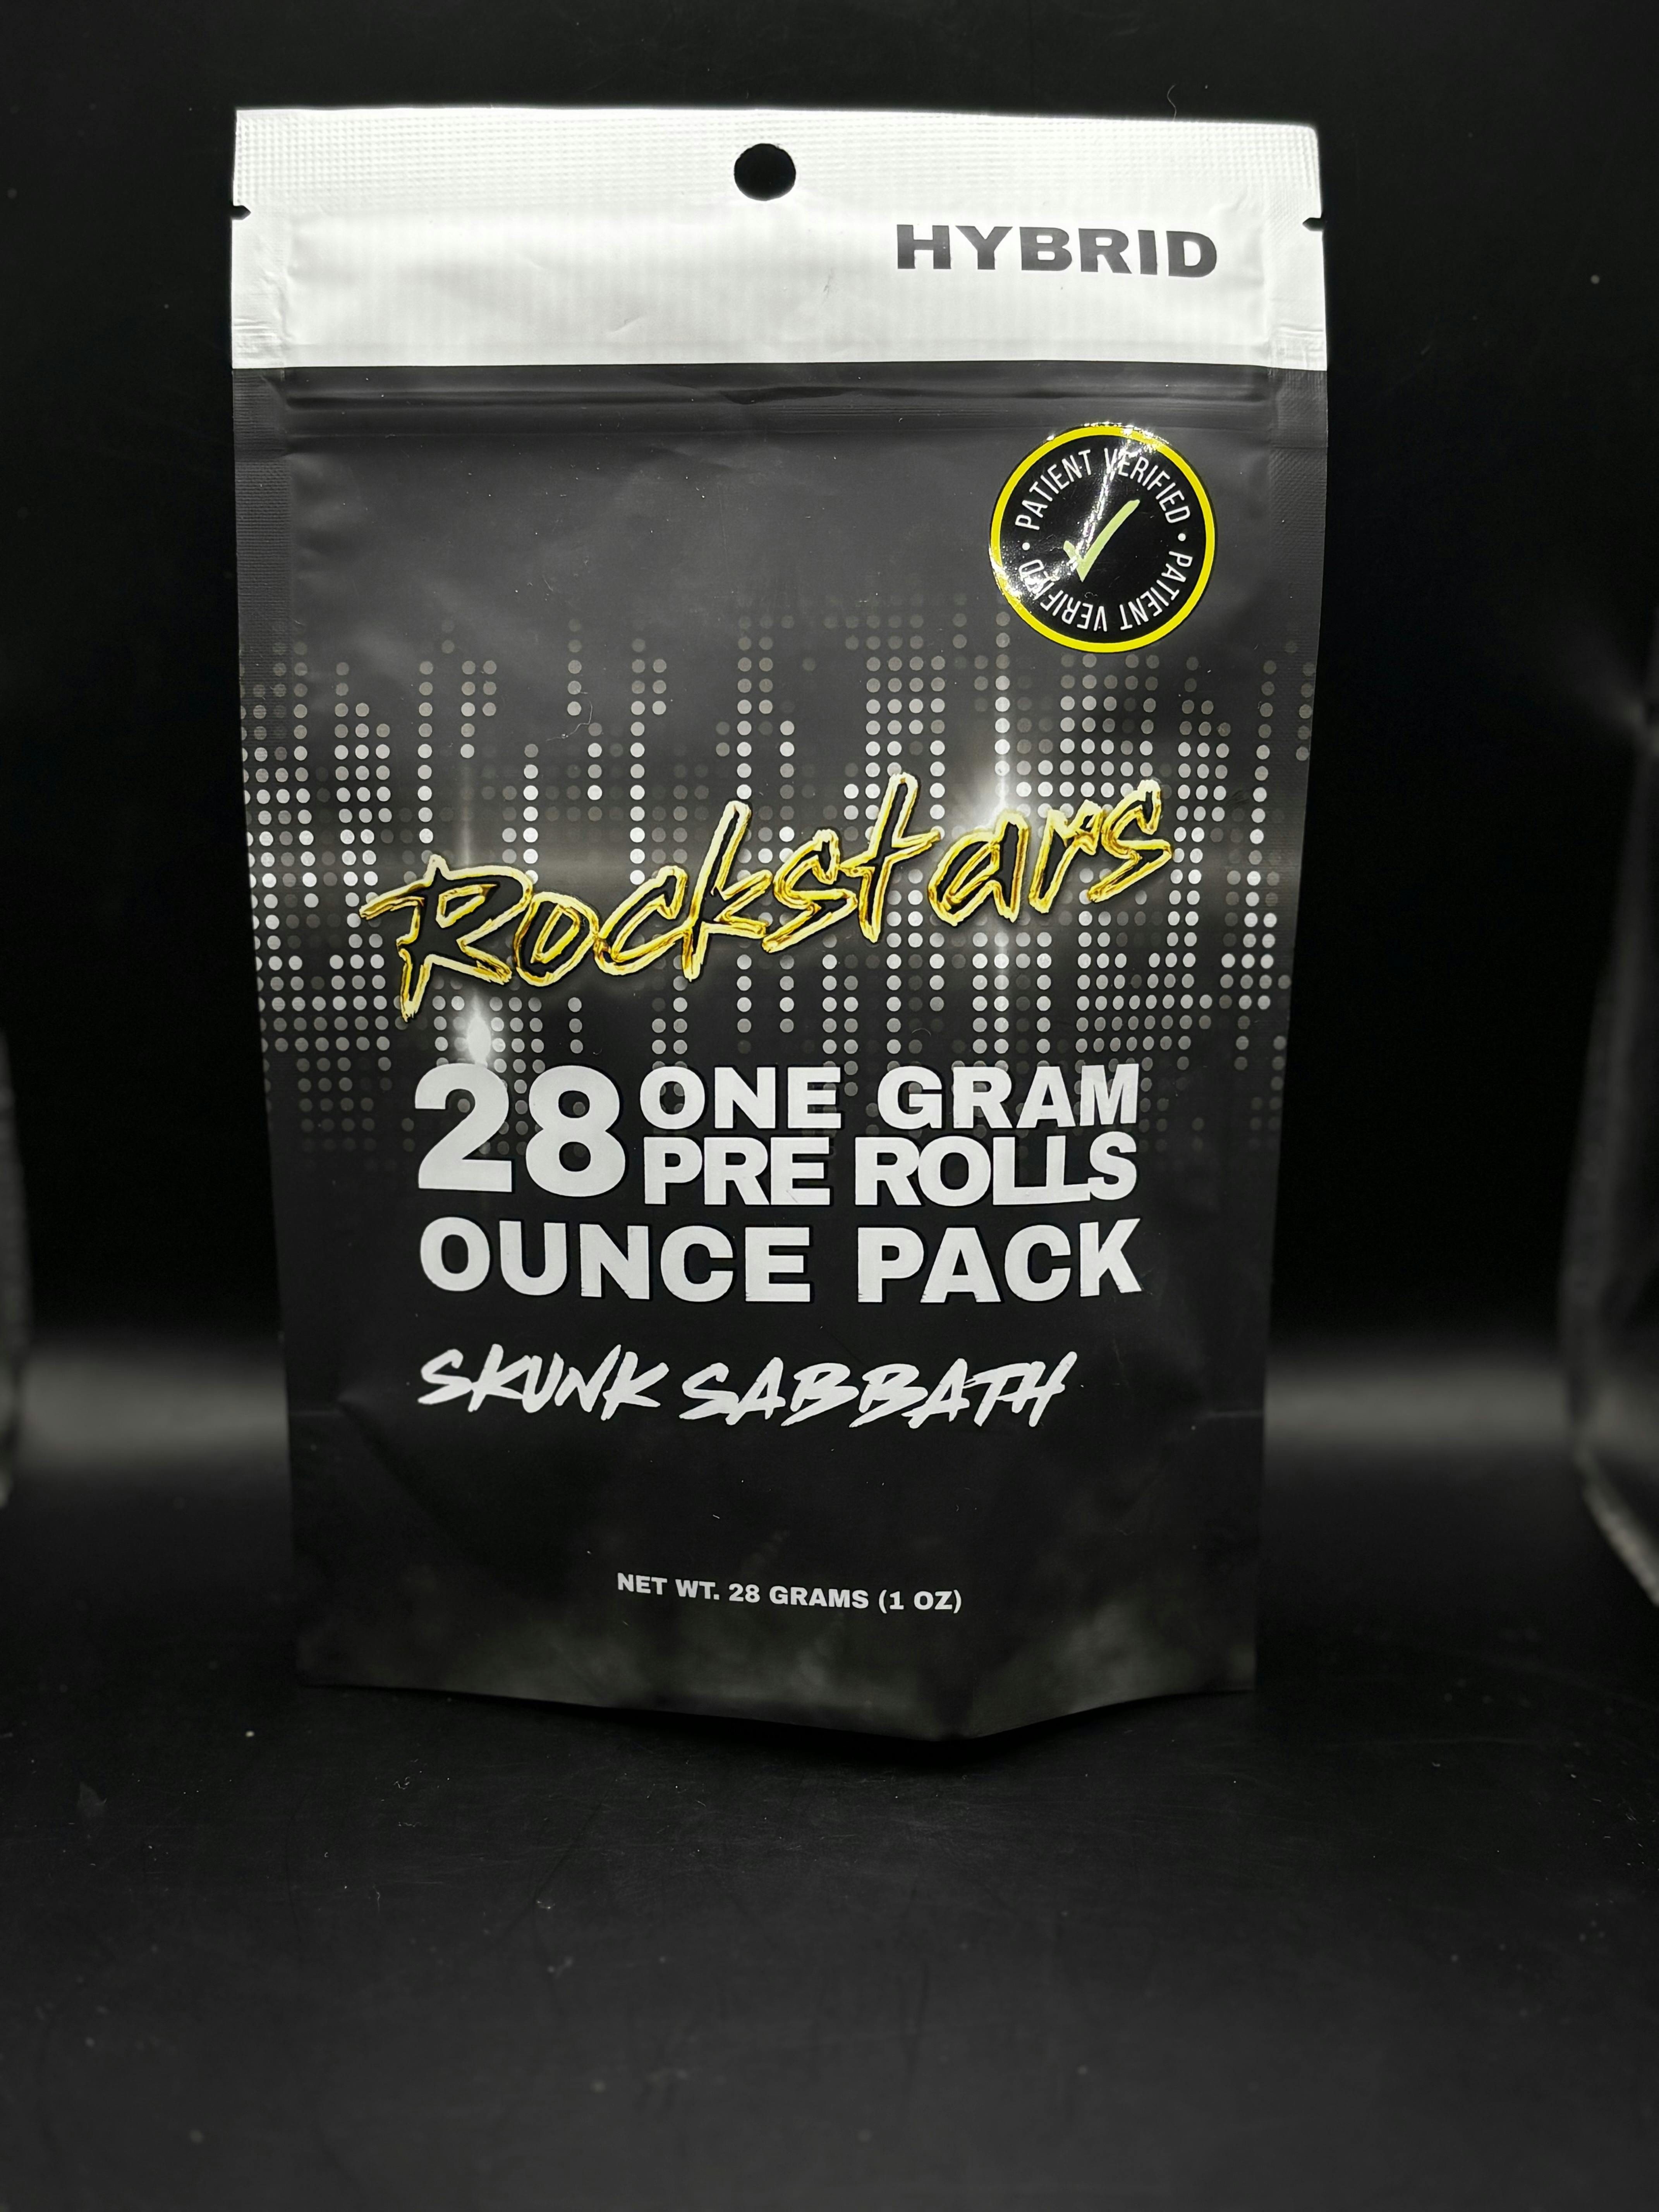 HYBRID
• PATIENT VERIFIED • PATIENT VERIFIED
Rockstars
28 ONE GRAM
PRE ROLLS
OUNCE PACK
SKUNK SABBATH
NET WT. 28 GRAMS (1 OZ)